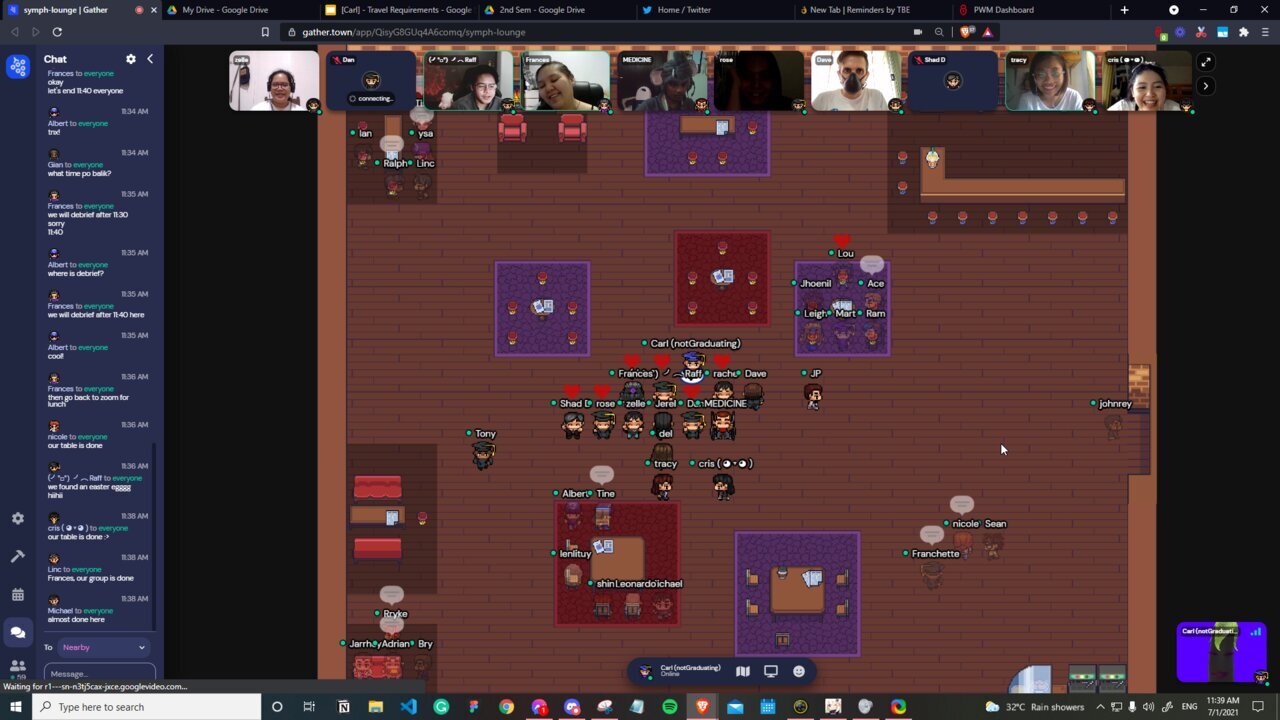 symph-lounge | Gather
My Drive - Google Drive
[Carl] - Travel Requirements - Google
2nd Sem - Google Drive
Home / Twitter
New Tab | Reminders by TBE
PWM Dashboard
gather.town/app/QisyG8GUq4A6comq/symph-lounge
Chat
Frances to everyone
okay
let's end 11:40 everyone
11:34 AM
Albert to everyone
tnx!
11:34 AM
Gian to everyone
what time po balik?
11:35 AM
Frances to everyone
we will debrief after 11:30
sorry
11:40
11:35 AM
Albert to everyone
where is debrief?
11:35 AM
Frances to everyone
we will debrief after 11:40 here
11:35 AM
Albert to everyone
cool!
11:36 AM
Frances to everyone
then go back to zoom for
lunch
11:36 AM
nicole to everyone
our table is done
11:36 AM
Raff to everyone
we found an easter egggg
hiihii
11:38 AM
cris ( ◕ ▾ ◕ ) to everyone
our table is done :>
11:38 AM
Linc to everyone
Frances, our group is done
11:38 AM
Michael to everyone
almost done here
To Nearby
Message...
59
Waiting for r1---sn-n3tj5cax-jxce.googlevideo.com...
zelle
Dan
connecting...
Raff
Frances
MEDICINE
rose
Dave
Shad D
tracy
cris ( ◕ ▾ ◕ )
Ian
ysa
Ralph
Linc
Lou
Jhoenil
Ace
Leigh
Mart
Ram
Carl (notGraduating)
Frances
Raff
rache
Dave
JP
Shad D
rose
zelle
Jerel
MEDICINE
johnrey
Tony
del
tracy
cris ( ◕ ▾ ◕ )
Albert
Tine
nicole
Sean
Franchette
lenlituy
shin
Leonardo
ichael
Rryke
Jarrhey
Adrian
Bry
Carl (notGraduating)
Online
Carl (notGraduati...
Type here to search
32°C Rain showers
ENG
11:39 AM
7/1/2021